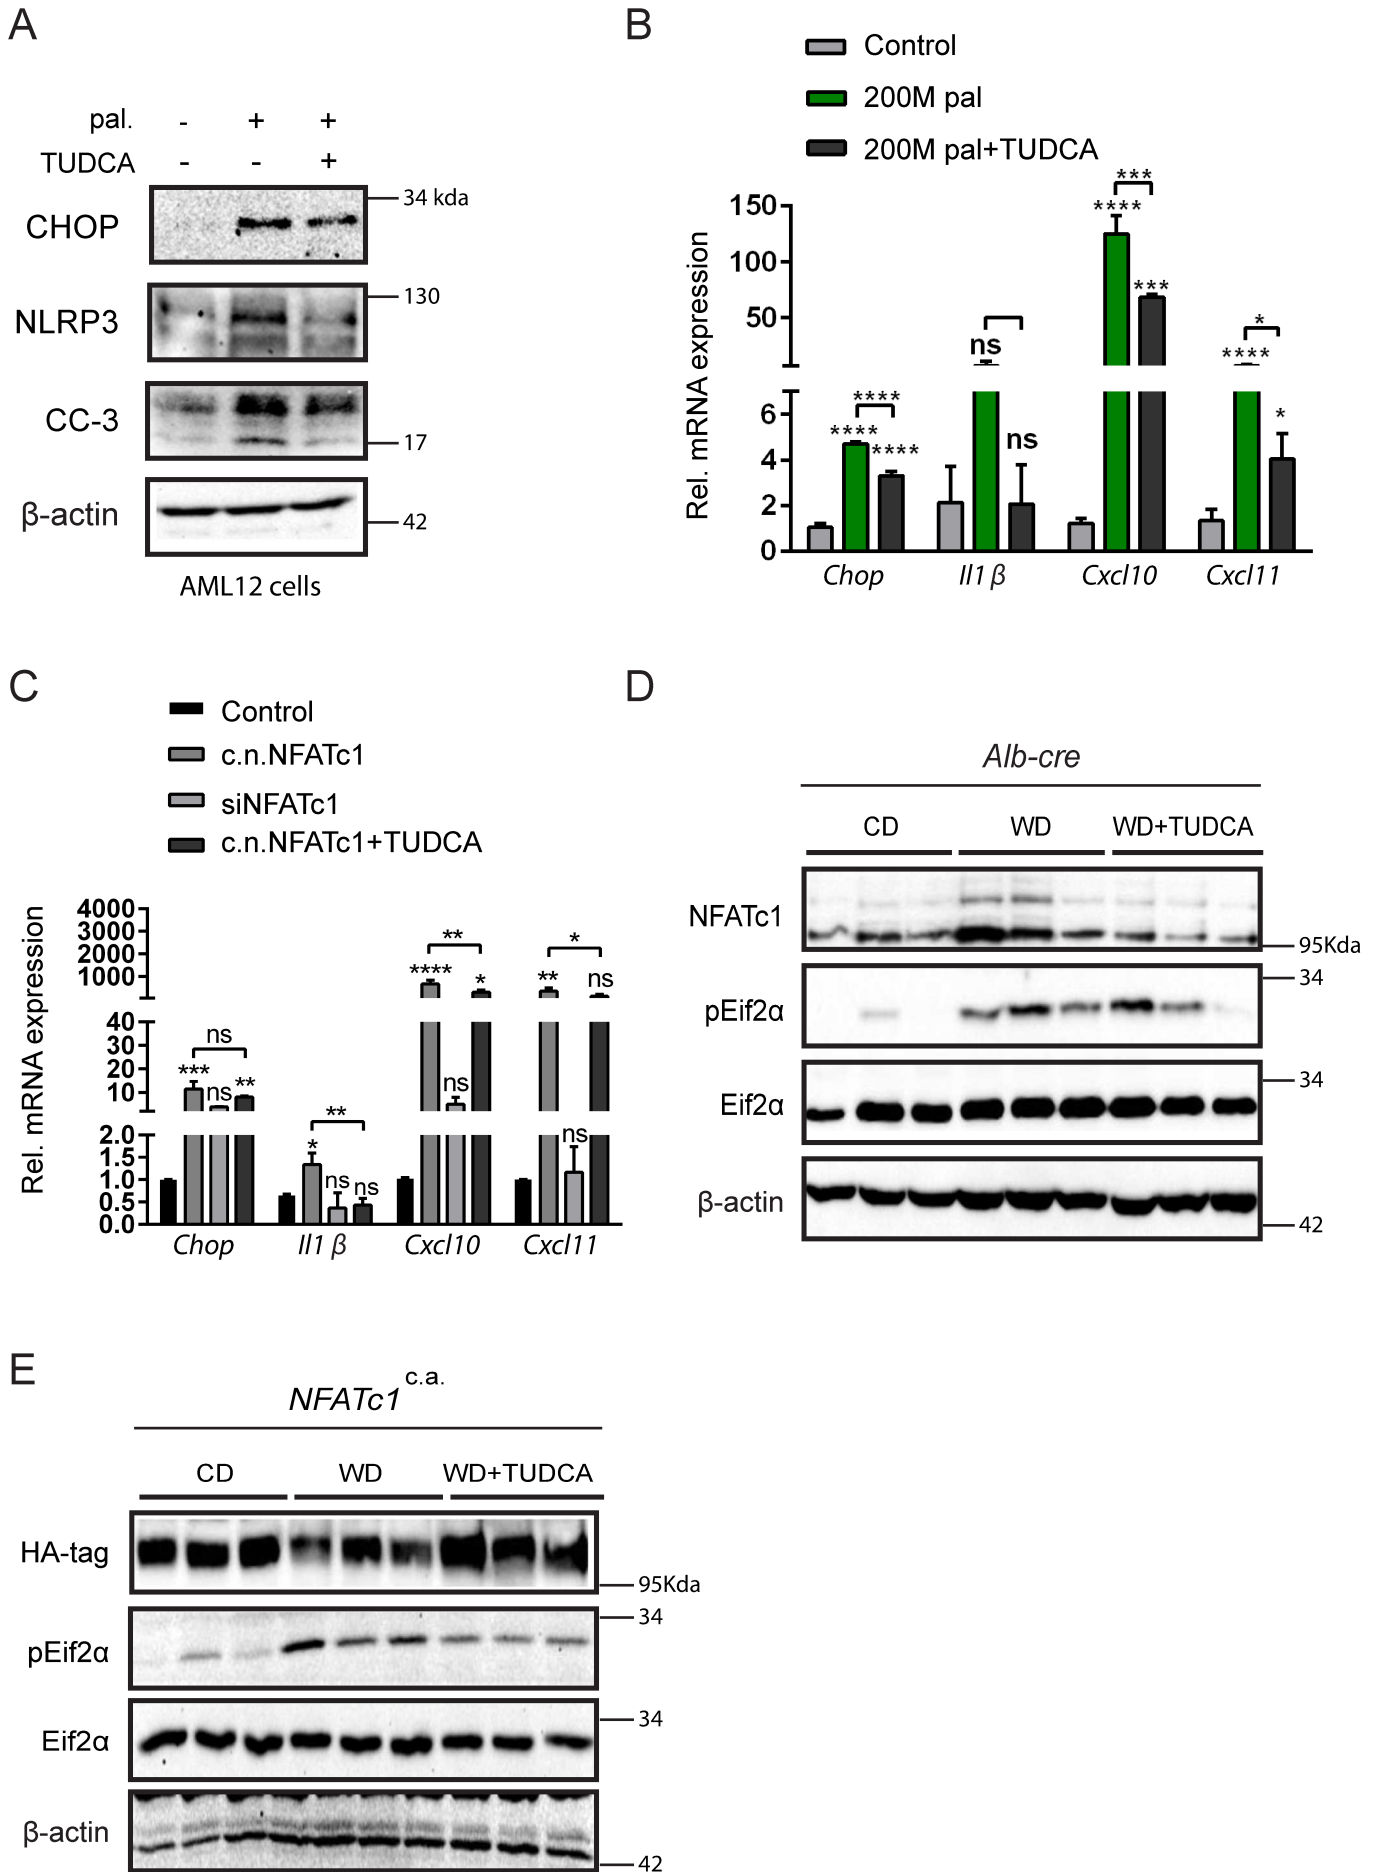 A
pal. - + +
TUDCA - - +
CHOP
34 kda
NLRP3
130
CC-3
17
β-actin
42
AML12 cells
B
Control
200M pal
200M pal+TUDCA
Rel. mRNA expression
150
100
50
6
4
2
0
**** **** ****
ns ns
**** *** ***
**** * *
Chop Il1 β Cxcl10 Cxcl11
C
Control
c.n.NFATc1
siNFATc1
c.n.NFATc1+TUDCA
Rel. mRNA expression
4000
3000
2000
1000
40
30
20
10
2.0
1.5
1.0
0.5
0.0
ns
*** ns **
**
* ns ns
**
**** ns *
*
** ns ns
Chop Il1 β Cxcl10 Cxcl11
D
Alb-cre
CD WD WD+TUDCA
NFATc1
95Kda
pEif2α
34
Eif2α
34
β-actin
42
E
NFATc1 c.a.
CD WD WD+TUDCA
HA-tag
95Kda
pEif2α
34
Eif2α
34
β-actin
42